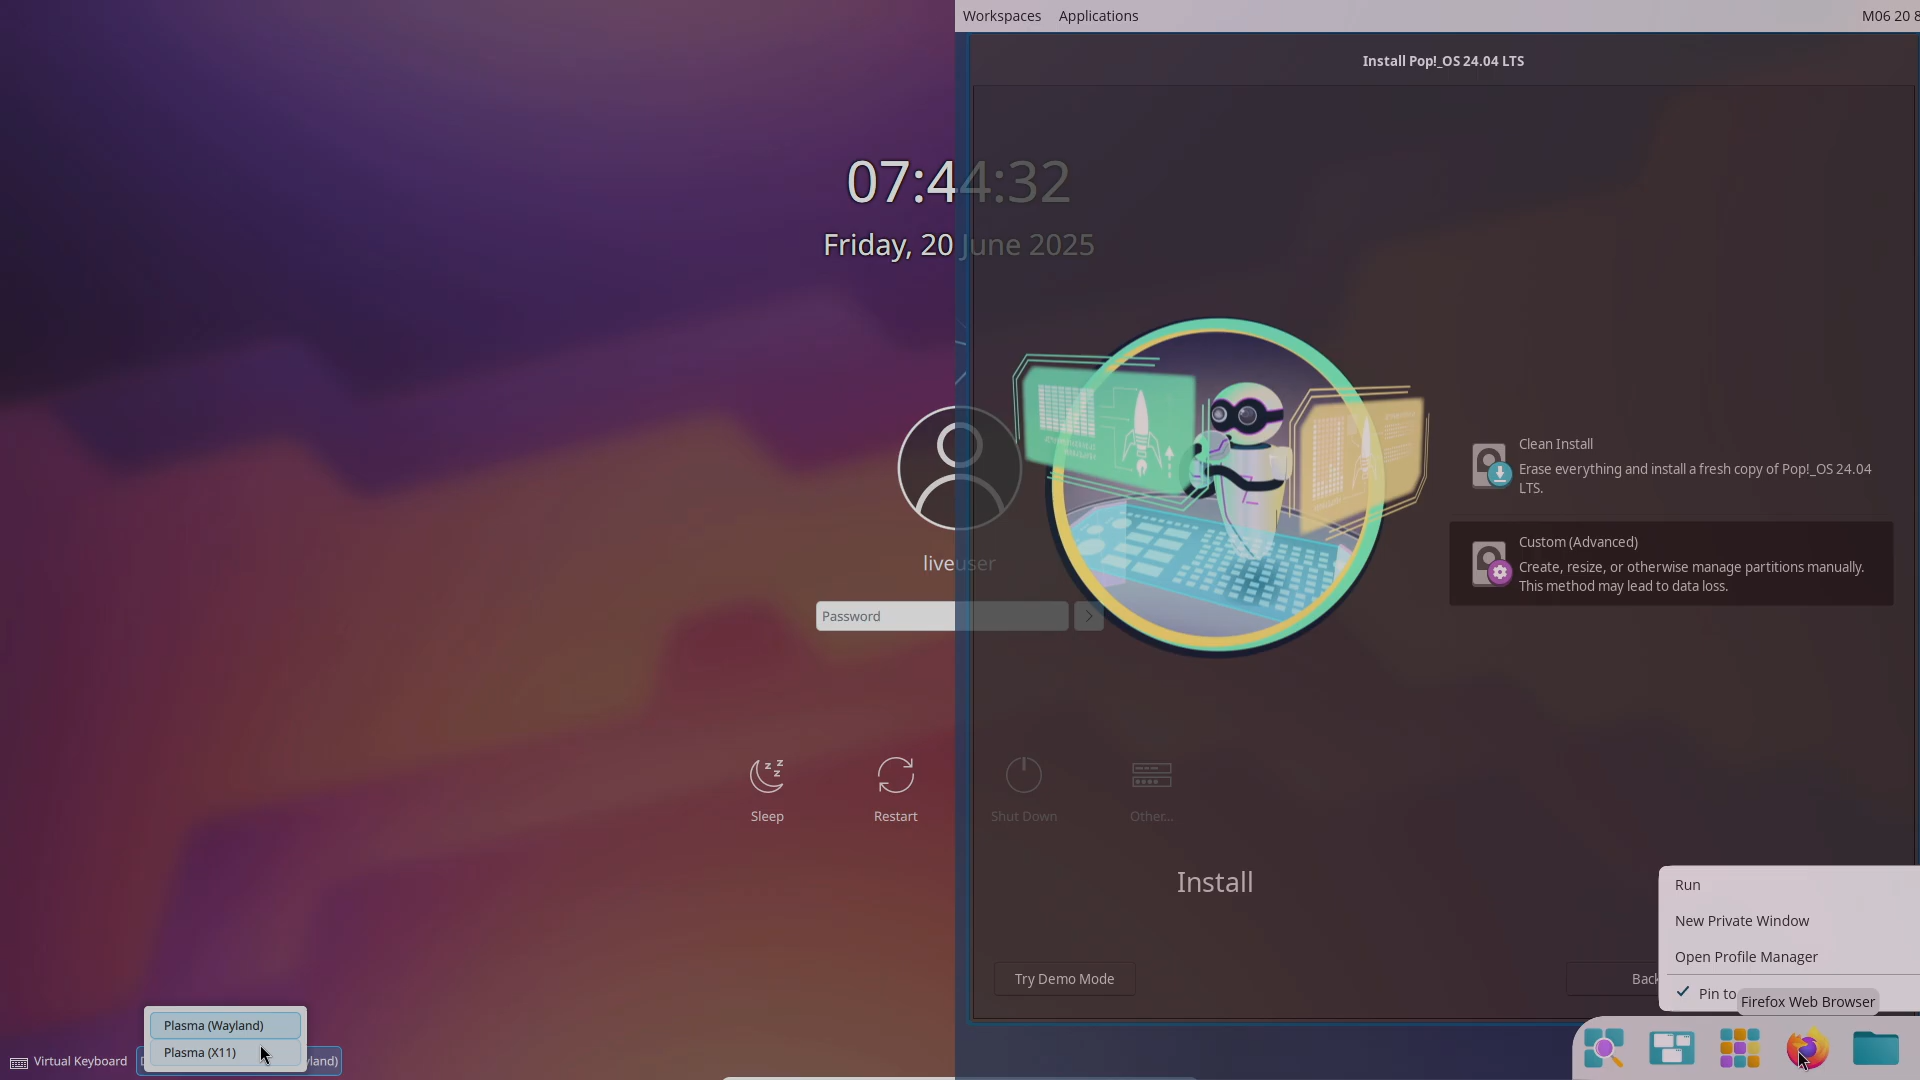 Workspaces Applications
M06 20 8
Install Pop!_OS 24.04 LTS
07:44:32
Friday, 20 June 2025
Clean Install
Erase everything and install a fresh copy of Pop!_OS 24.04
LTS.
Custom (Advanced)
Create, resize, or otherwise manage partitions manually.
This method may lead to data loss.
liveuser
Password
Sleep
Restart
Shut Down
Other...
Install
Run
New Private Window
Open Profile Manager
Pin to
Firefox Web Browser
Try Demo Mode
Back
Plasma (Wayland)
Plasma (X11)
Virtual Keyboard
yland)